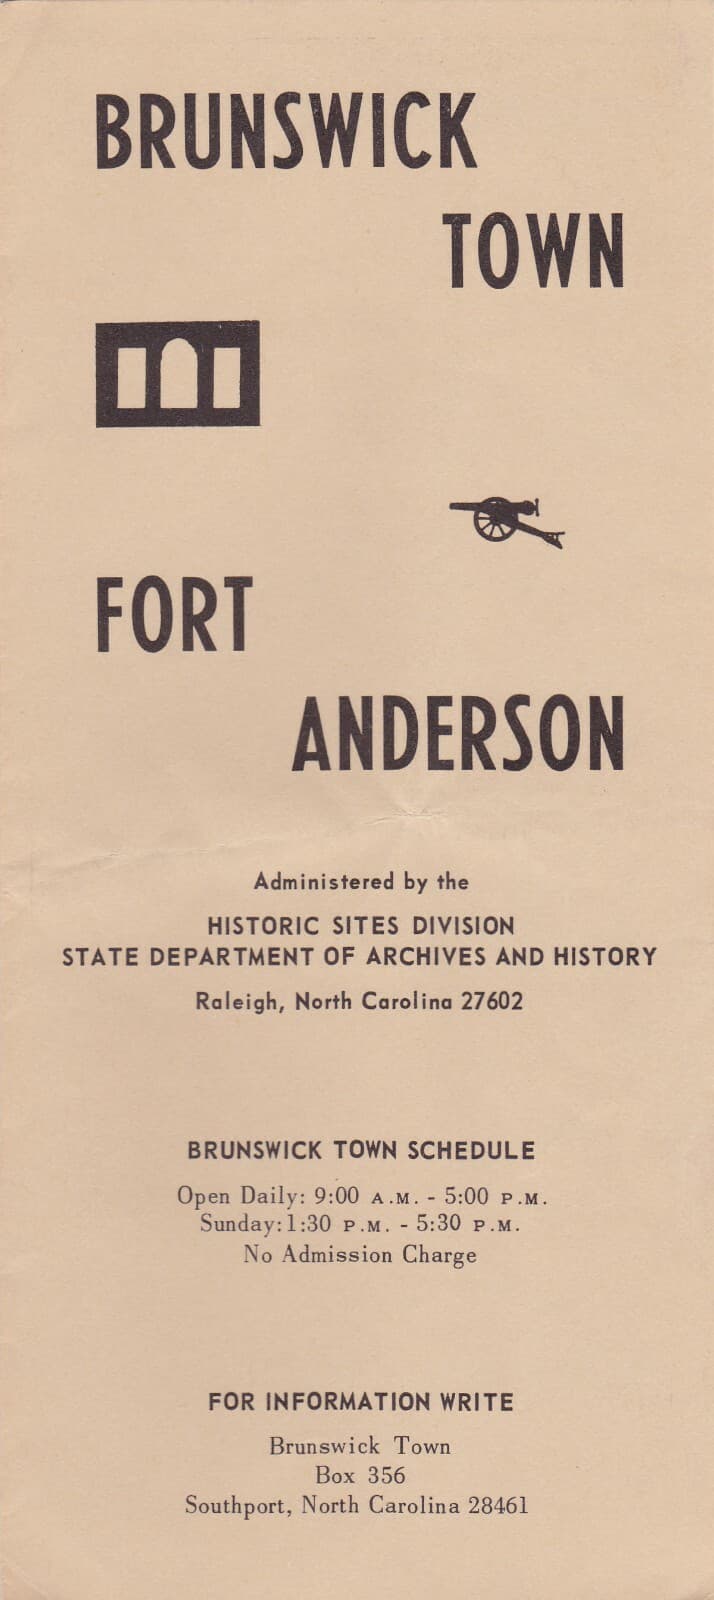 BRUNSWICK
TOWN
FORT
ANDERSON
Administered by the
HISTORIC SITES DIVISION
STATE DEPARTMENT OF ARCHIVES AND HISTORY
Raleigh, North Carolina 27602
BRUNSWICK TOWN SCHEDULE
Open Daily: 9:00 A.M. - 5:00 P.M.
Sunday: 1:30 P.M. - 5:30 P.M.
No Admission Charge
FOR INFORMATION WRITE
Brunswick Town
Box 356
Southport, North Carolina 28461